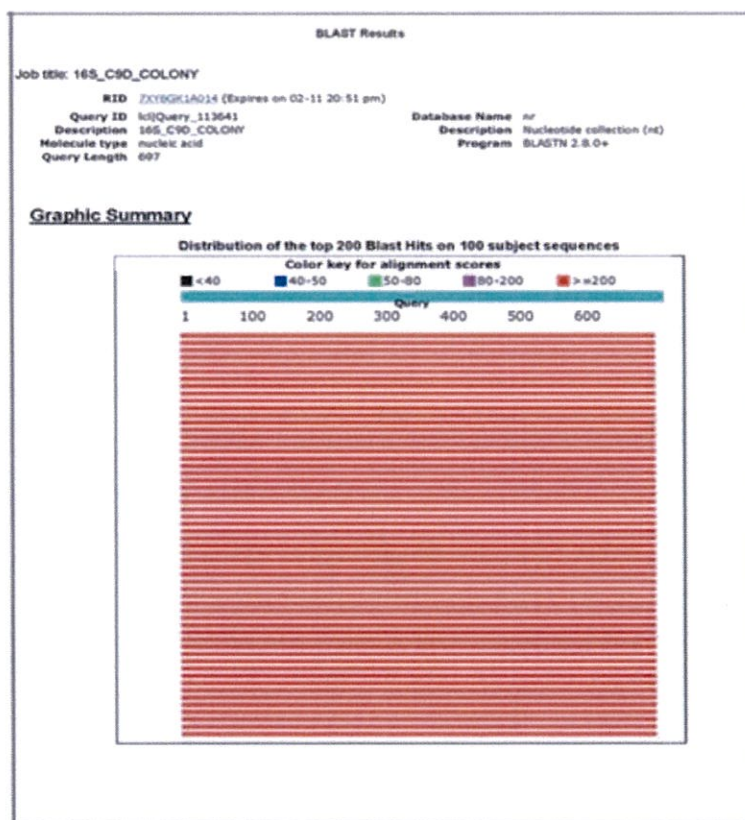 BLAST Results
Job title: 16S_C9D_COLONY
RID 7XY6GK1A014 (Expires on 02-11 20:51 pm)
Query ID lcl|Query_113641
Description 16S_C9D_COLONY
Molecule type nucleic acid
Query Length 697
Database Name nr
Description Nucleotide collection (nt)
Program BLASTN 2.8.0+
Graphic Summary
Distribution of the top 200 Blast Hits on 100 subject sequences
Color key for alignment scores
<40 40-50 50-80 80-200 >=200
Query
1 100 200 300 400 500 600